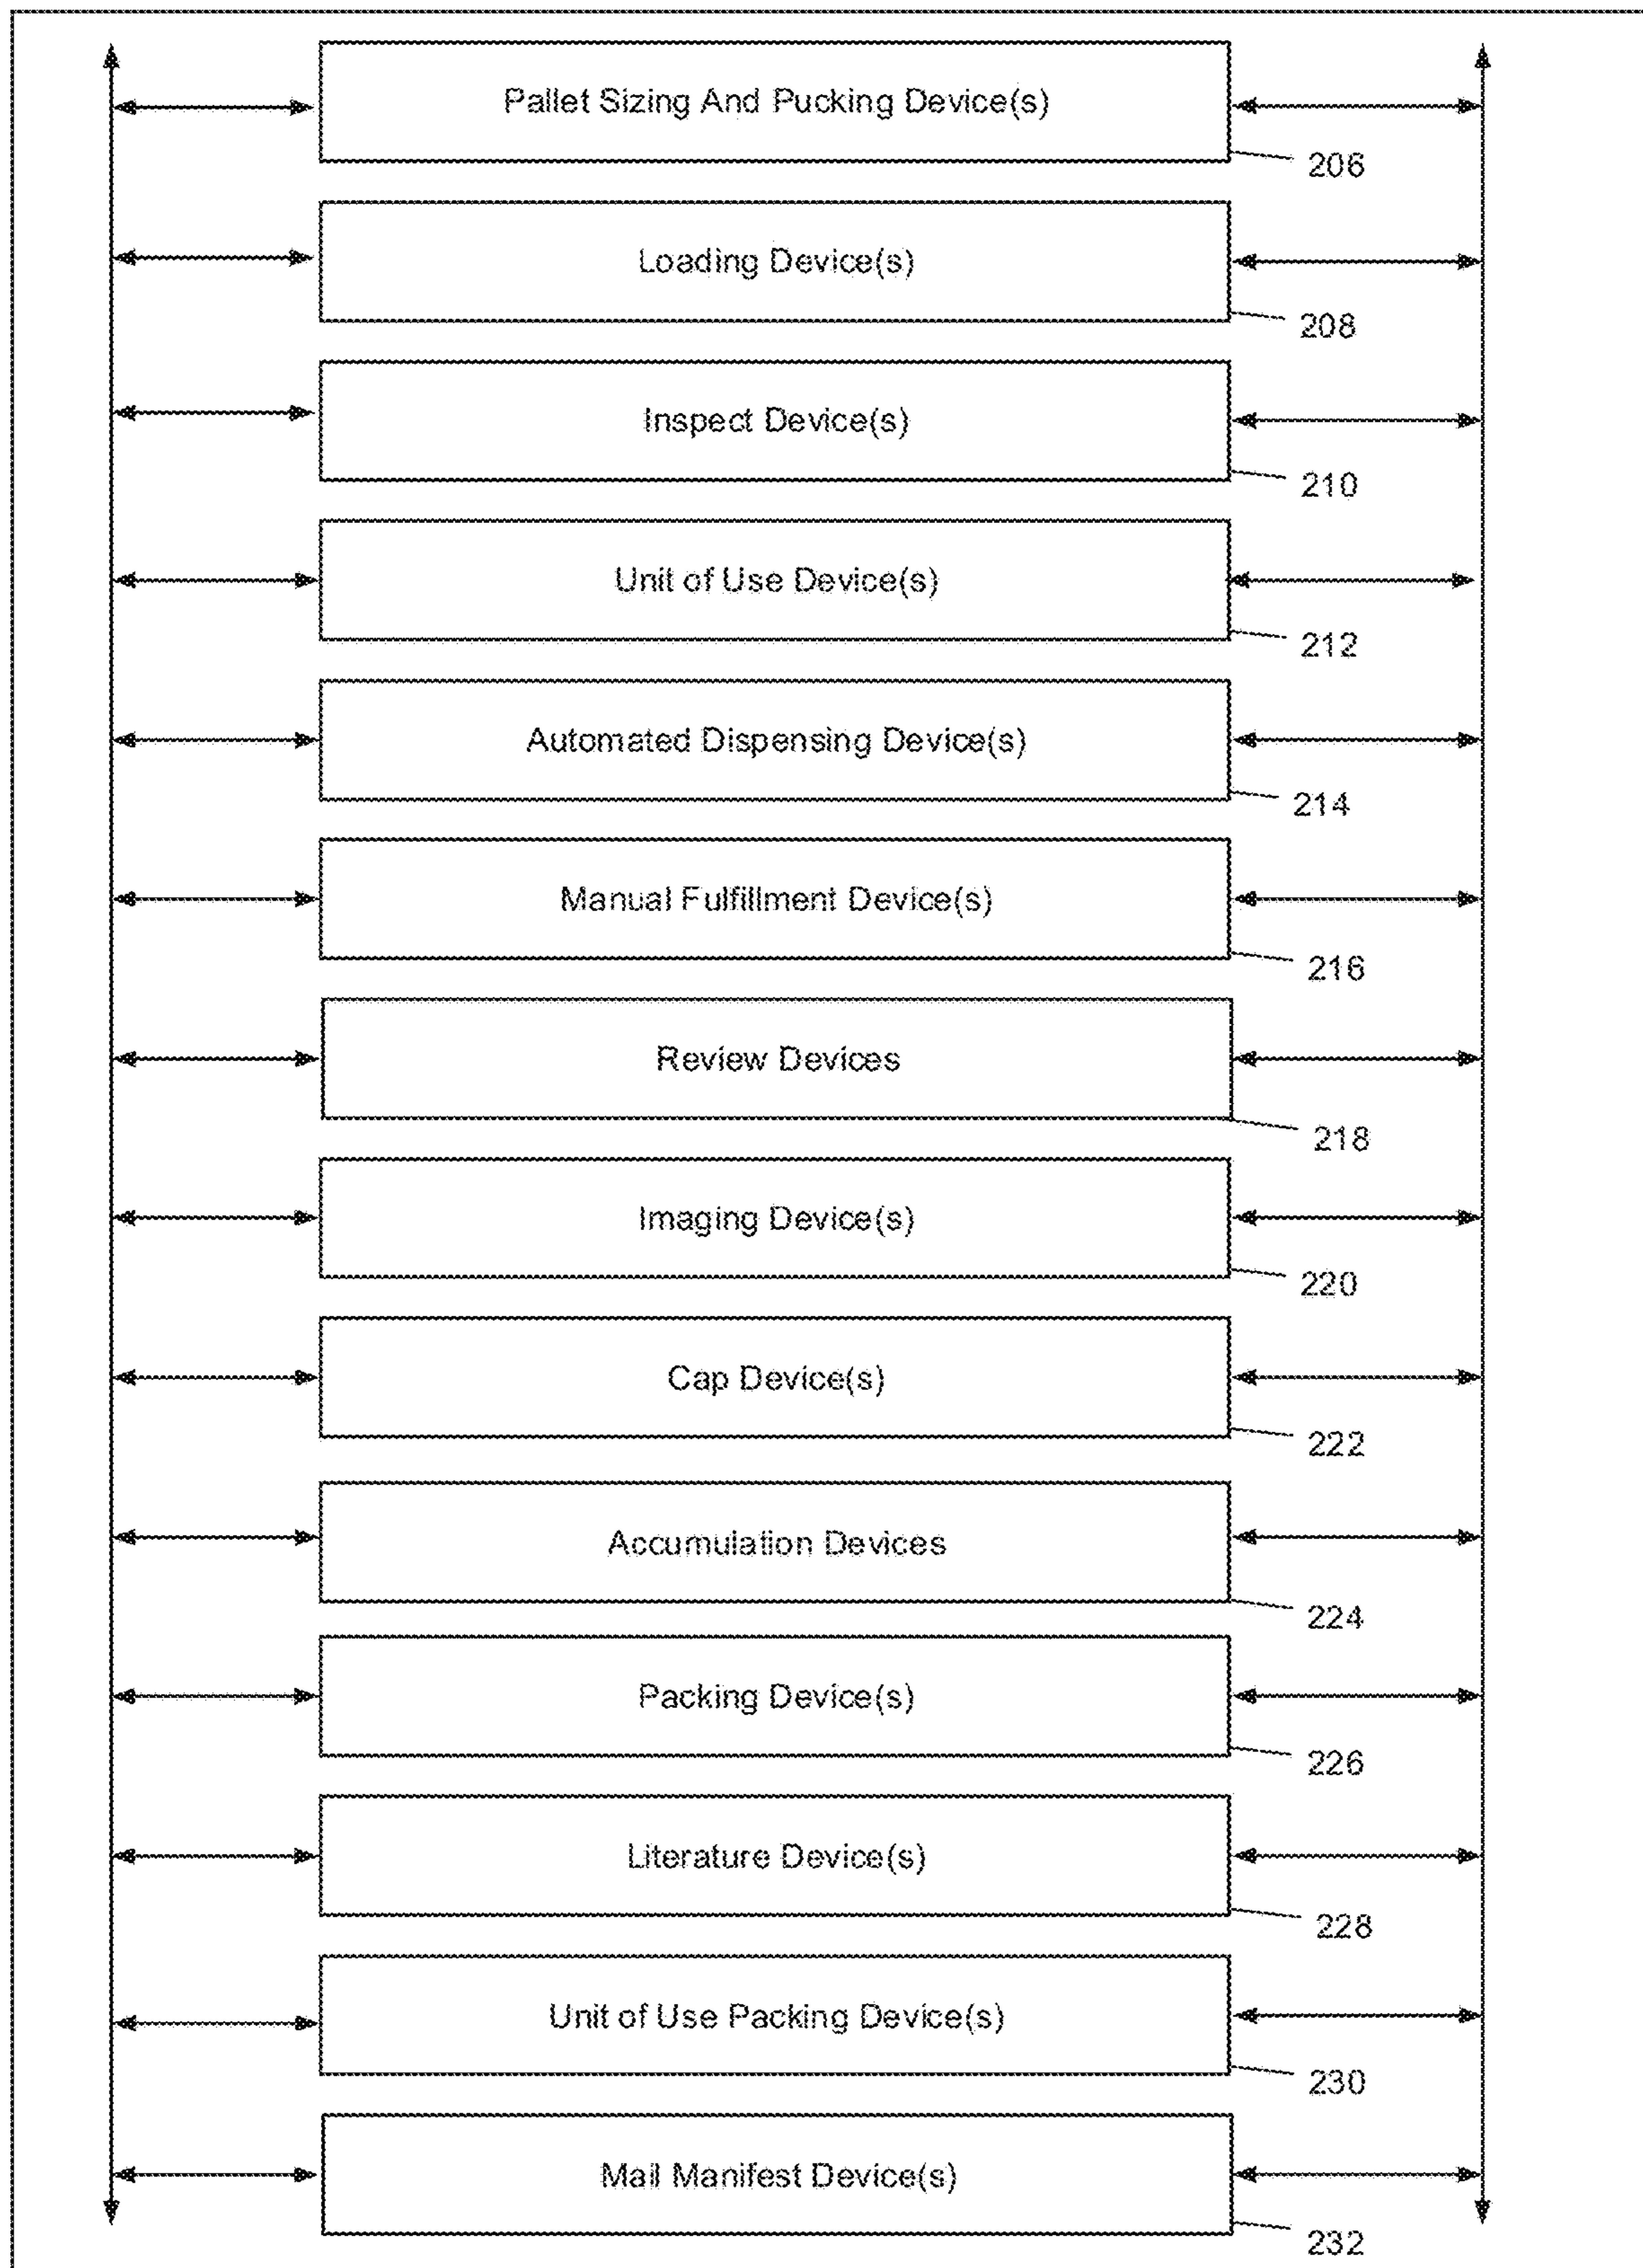 Pallet Sizing And Pucking Device(s)
206
Loading Device(s)
208
Inspect Device(s)
210
Unit of Use Device(s)
212
Automated Dispensing Device(s)
214
Manual Fulfillment Device(s)
216
Review Devices
218
Imaging Device(s)
220
Cap Device(s)
222
Accumulation Devices
224
Packing Device(s)
226
Literature Device(s)
228
Unit of Use Packing Device(s)
230
Mail Manifest Device(s)
232